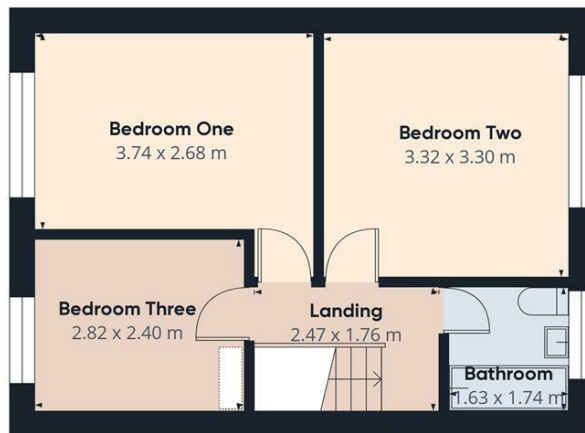 Bedroom One
3.74 x 2.68 m
Bedroom Two
3.32 x 3.30 m
Bedroom Three
2.82 x 2.40 m
Landing
2.47 x 1.76 m
Bathroom
1.63 x 1.74 m